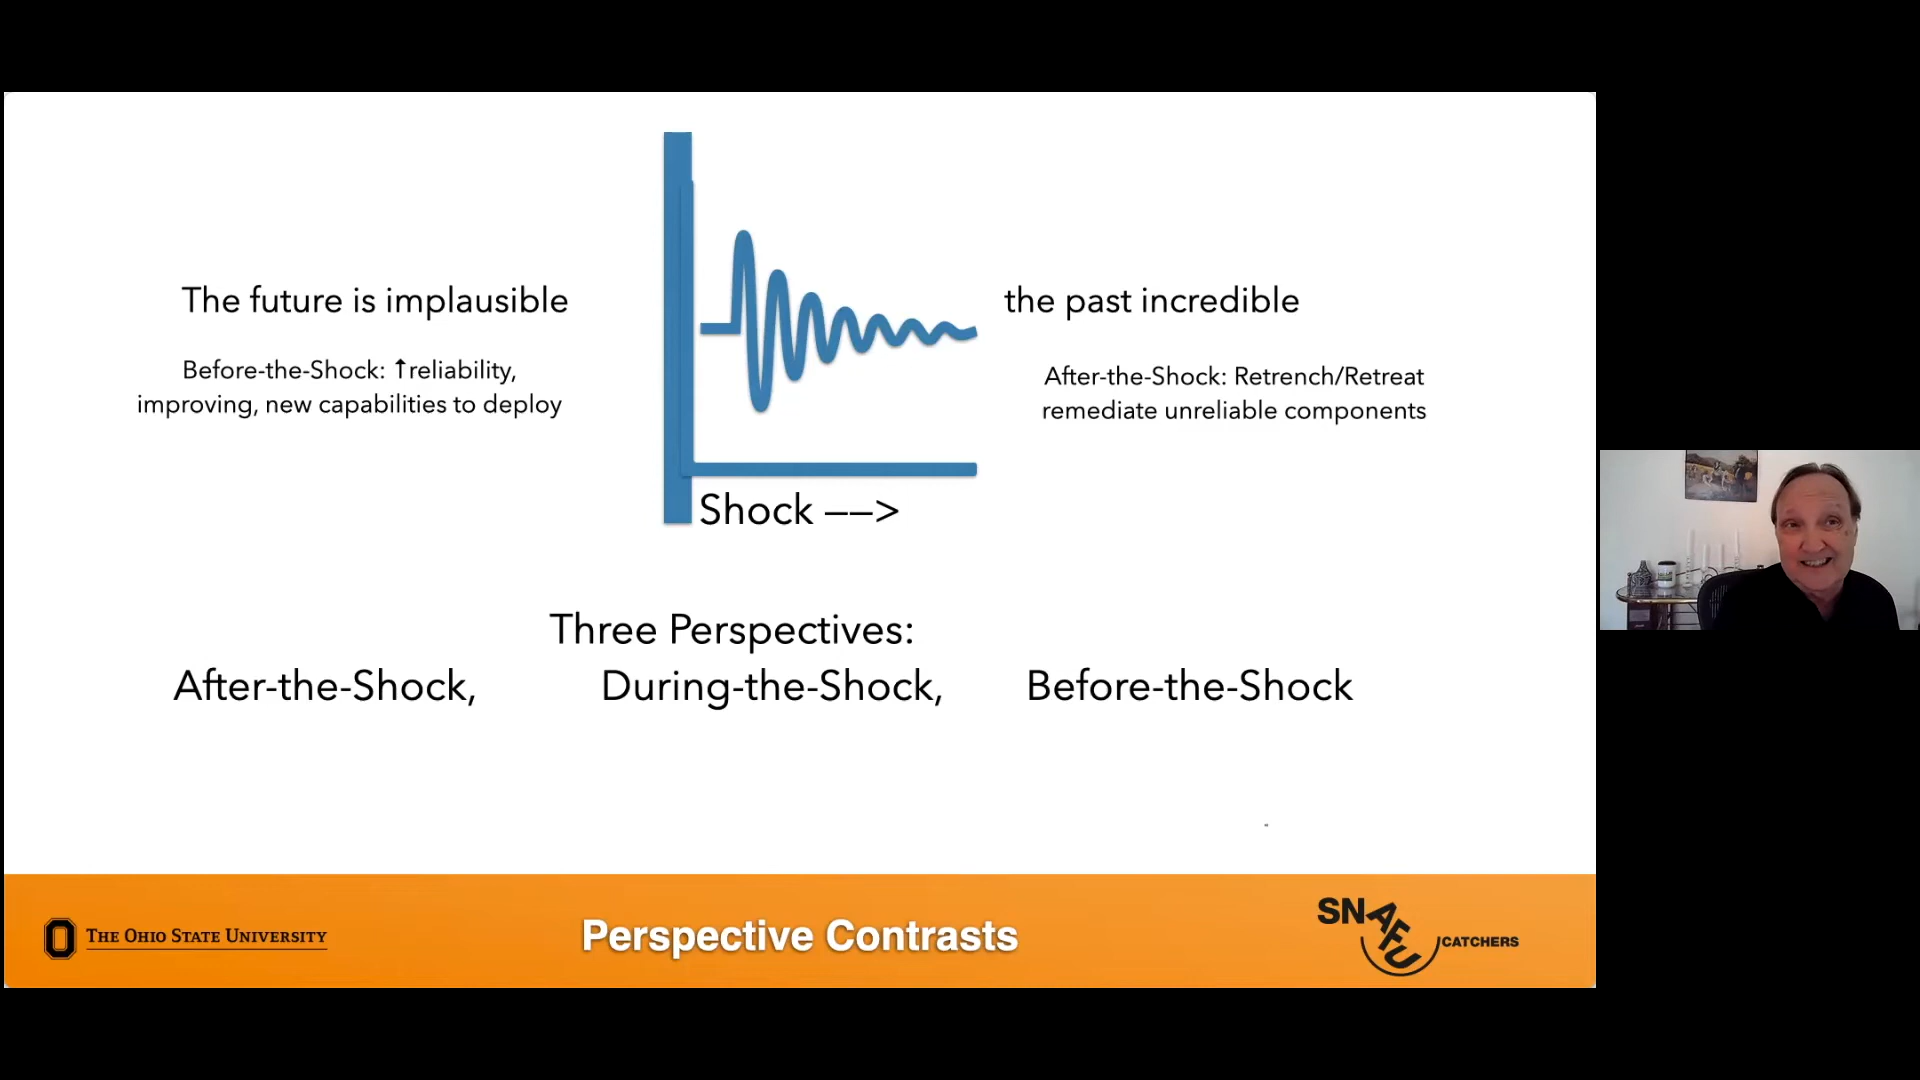 The future is implausible
the past incredible
Before-the-Shock: ↑reliability,
improving, new capabilities to deploy
After-the-Shock: Retrench/Retreat
remediate unreliable components
Shock ––>
Three Perspectives:
After-the-Shock, During-the-Shock, Before-the-Shock
THE OHIO STATE UNIVERSITY
Perspective Contrasts
SNAFU CATCHERS